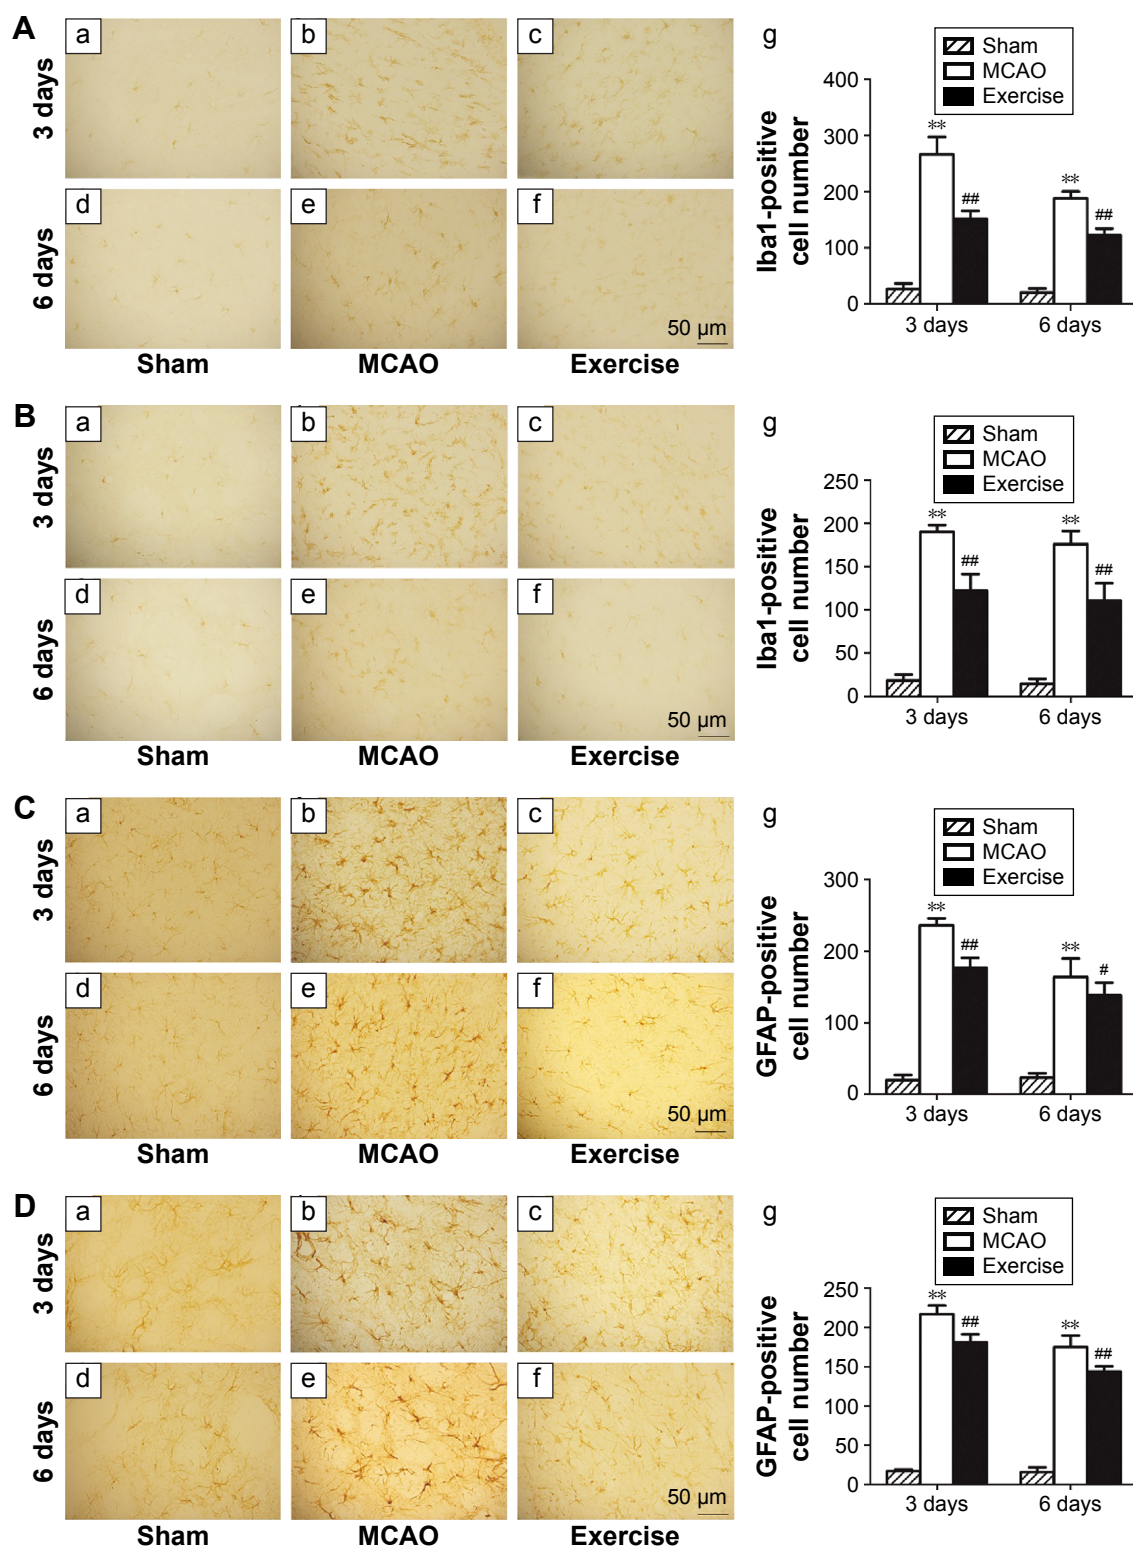 A
a
b
c
3 days
d
e
f
6 days
50 µm
Sham
MCAO
Exercise
g
Sham
MCAO
Exercise
Iba1-positive
cell number
400
300
200
100
0
**
##
**
##
3 days
6 days
B
a
b
c
3 days
d
e
f
6 days
50 µm
Sham
MCAO
Exercise
g
Sham
MCAO
Exercise
Iba1-positive
cell number
250
200
150
100
50
0
**
##
**
##
3 days
6 days
C
a
b
c
3 days
d
e
f
6 days
50 µm
Sham
MCAO
Exercise
g
Sham
MCAO
Exercise
GFAP-positive
cell number
300
200
100
0
**
##
**
#
3 days
6 days
D
a
b
c
3 days
d
e
f
6 days
50 µm
Sham
MCAO
Exercise
g
Sham
MCAO
Exercise
GFAP-positive
cell number
250
200
150
100
50
0
**
##
**
##
3 days
6 days